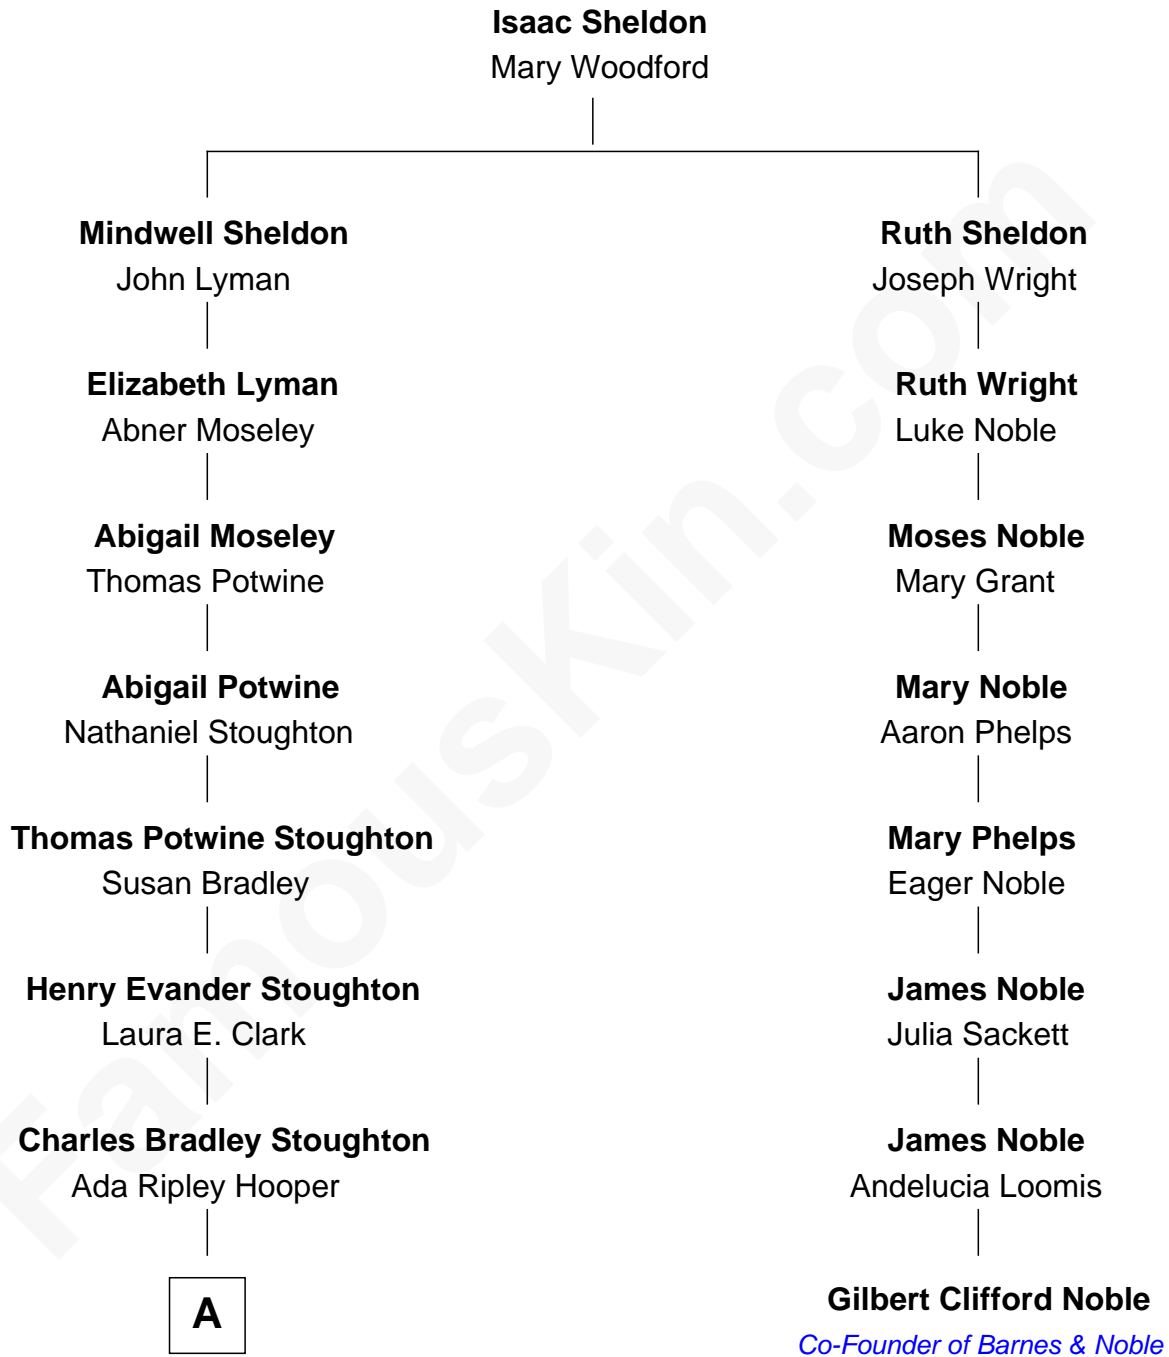 Isaac Sheldon
Mary Woodford
Mindwell Sheldon
John Lyman
Ruth Sheldon
Joseph Wright
Elizabeth Lyman
Abner Moseley
Ruth Wright
Luke Noble
Abigail Moseley
Thomas Potwine
Moses Noble
Mary Grant
Abigail Potwine
Nathaniel Stoughton
Mary Noble
Aaron Phelps
Thomas Potwine Stoughton
Susan Bradley
Mary Phelps
Eager Noble
Henry Evander Stoughton
Laura E. Clark
James Noble
Julia Sackett
Charles Bradley Stoughton
Ada Ripley Hooper
James Noble
Andelucia Loomis
A
Gilbert Clifford Noble
Co-Founder of Barnes & Noble
FamousKin.com